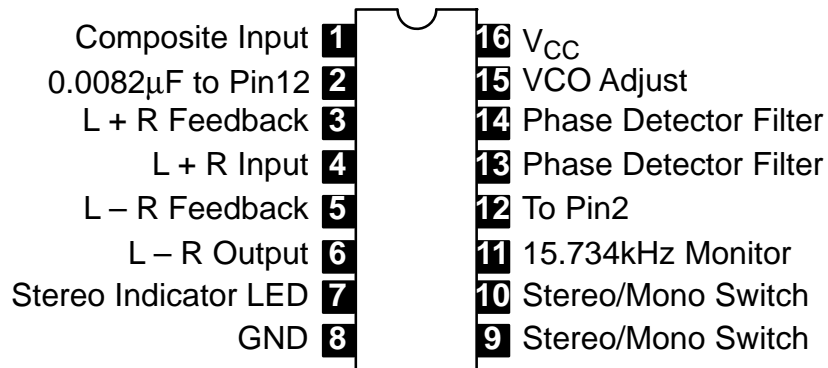 Composite Input 1 16 VCC
0.0082μF to Pin12 2 15 VCO Adjust
L + R Feedback 3 14 Phase Detector Filter
L + R Input 4 13 Phase Detector Filter
L – R Feedback 5 12 To Pin2
L – R Output 6 11 15.734kHz Monitor
Stereo Indicator LED 7 10 Stereo/Mono Switch
GND 8 9 Stereo/Mono Switch